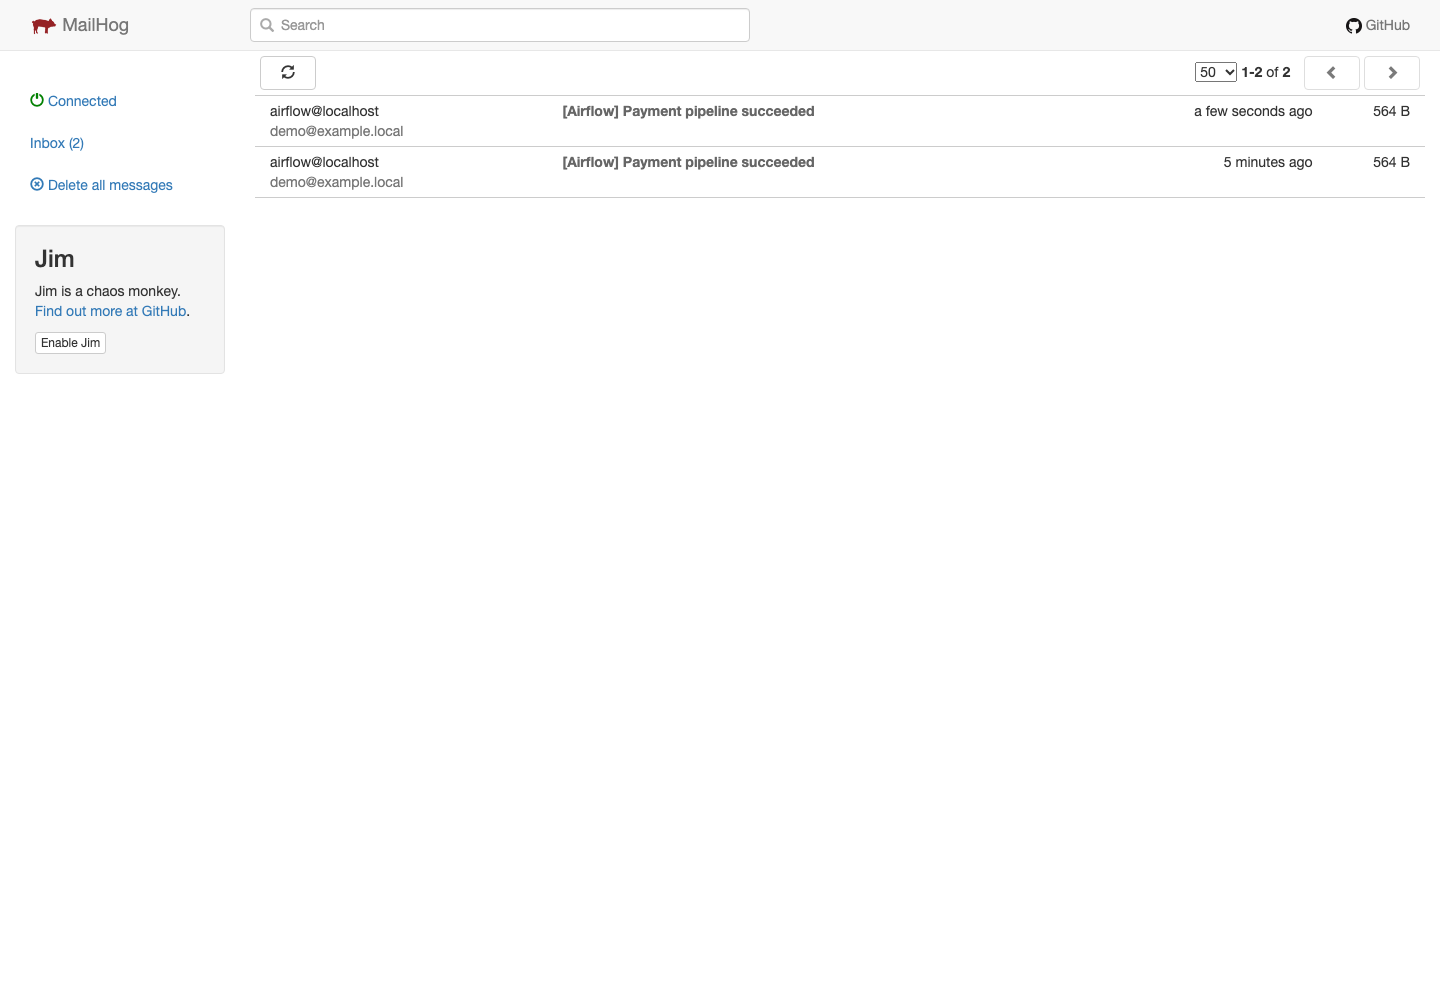 MailHog
Search
GitHub
50 1-2 of 2
Connected
Inbox (2)
Delete all messages
Jim
Jim is a chaos monkey.
Find out more at GitHub.
Enable Jim
airflow@localhost [Airflow] Payment pipeline succeeded a few seconds ago 564 B
demo@example.local
airflow@localhost [Airflow] Payment pipeline succeeded 5 minutes ago 564 B
demo@example.local